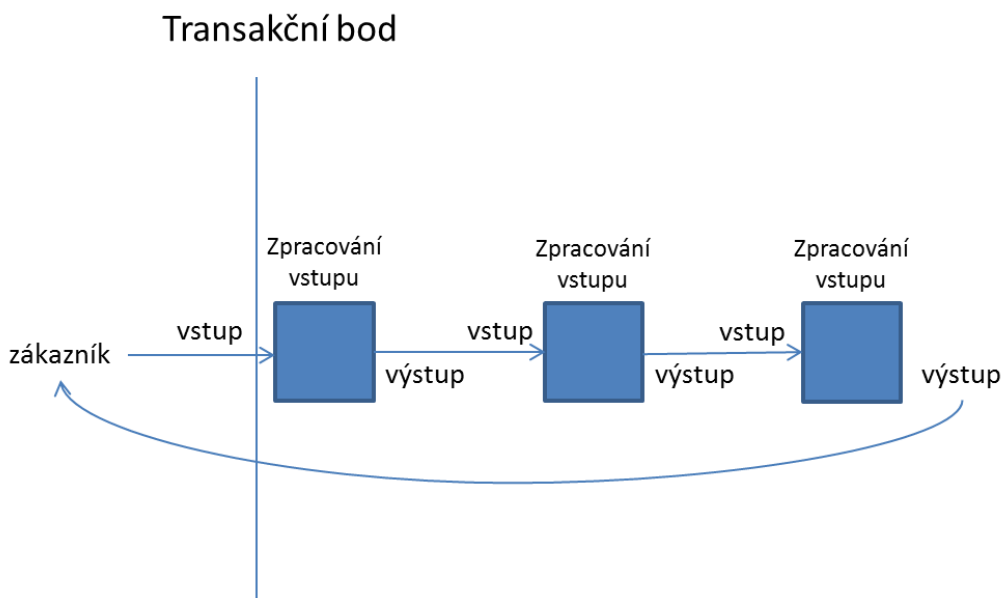 Transakční bod
Zpracování
vstupu
Zpracování
vstupu
Zpracování
vstupu
zákazník
vstup
výstup
vstup
výstup
vstup
výstup